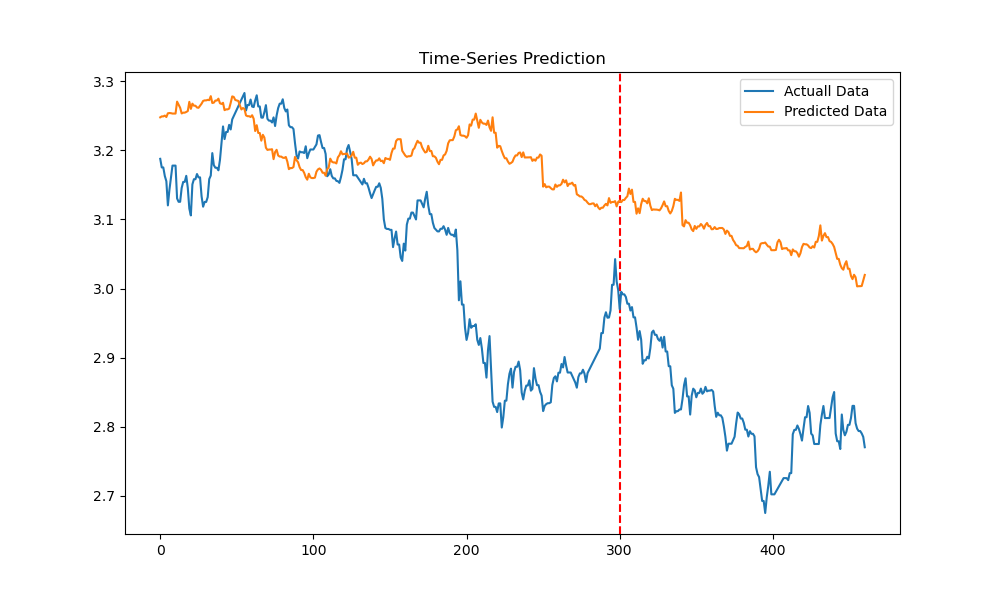 Time-Series Prediction
Actuall Data
Predicted Data
3.3
3.2
3.1
3.0
2.9
2.8
2.7
0 100 200 300 400